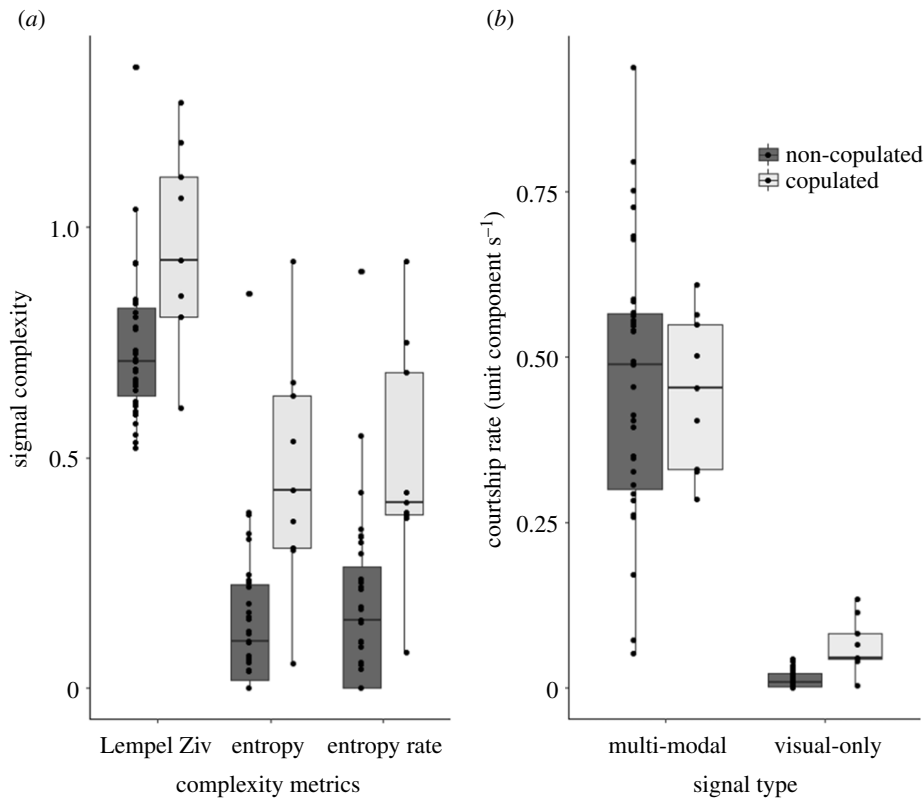 (a)
sigmal complexity
1.0
0.5
0
Lempel Ziv entropy entropy rate
complexity metrics
(b)
courtship rate (unit component s−1)
0.75
0.50
0.25
0
non-copulated
copulated
multi-modal visual-only
signal type